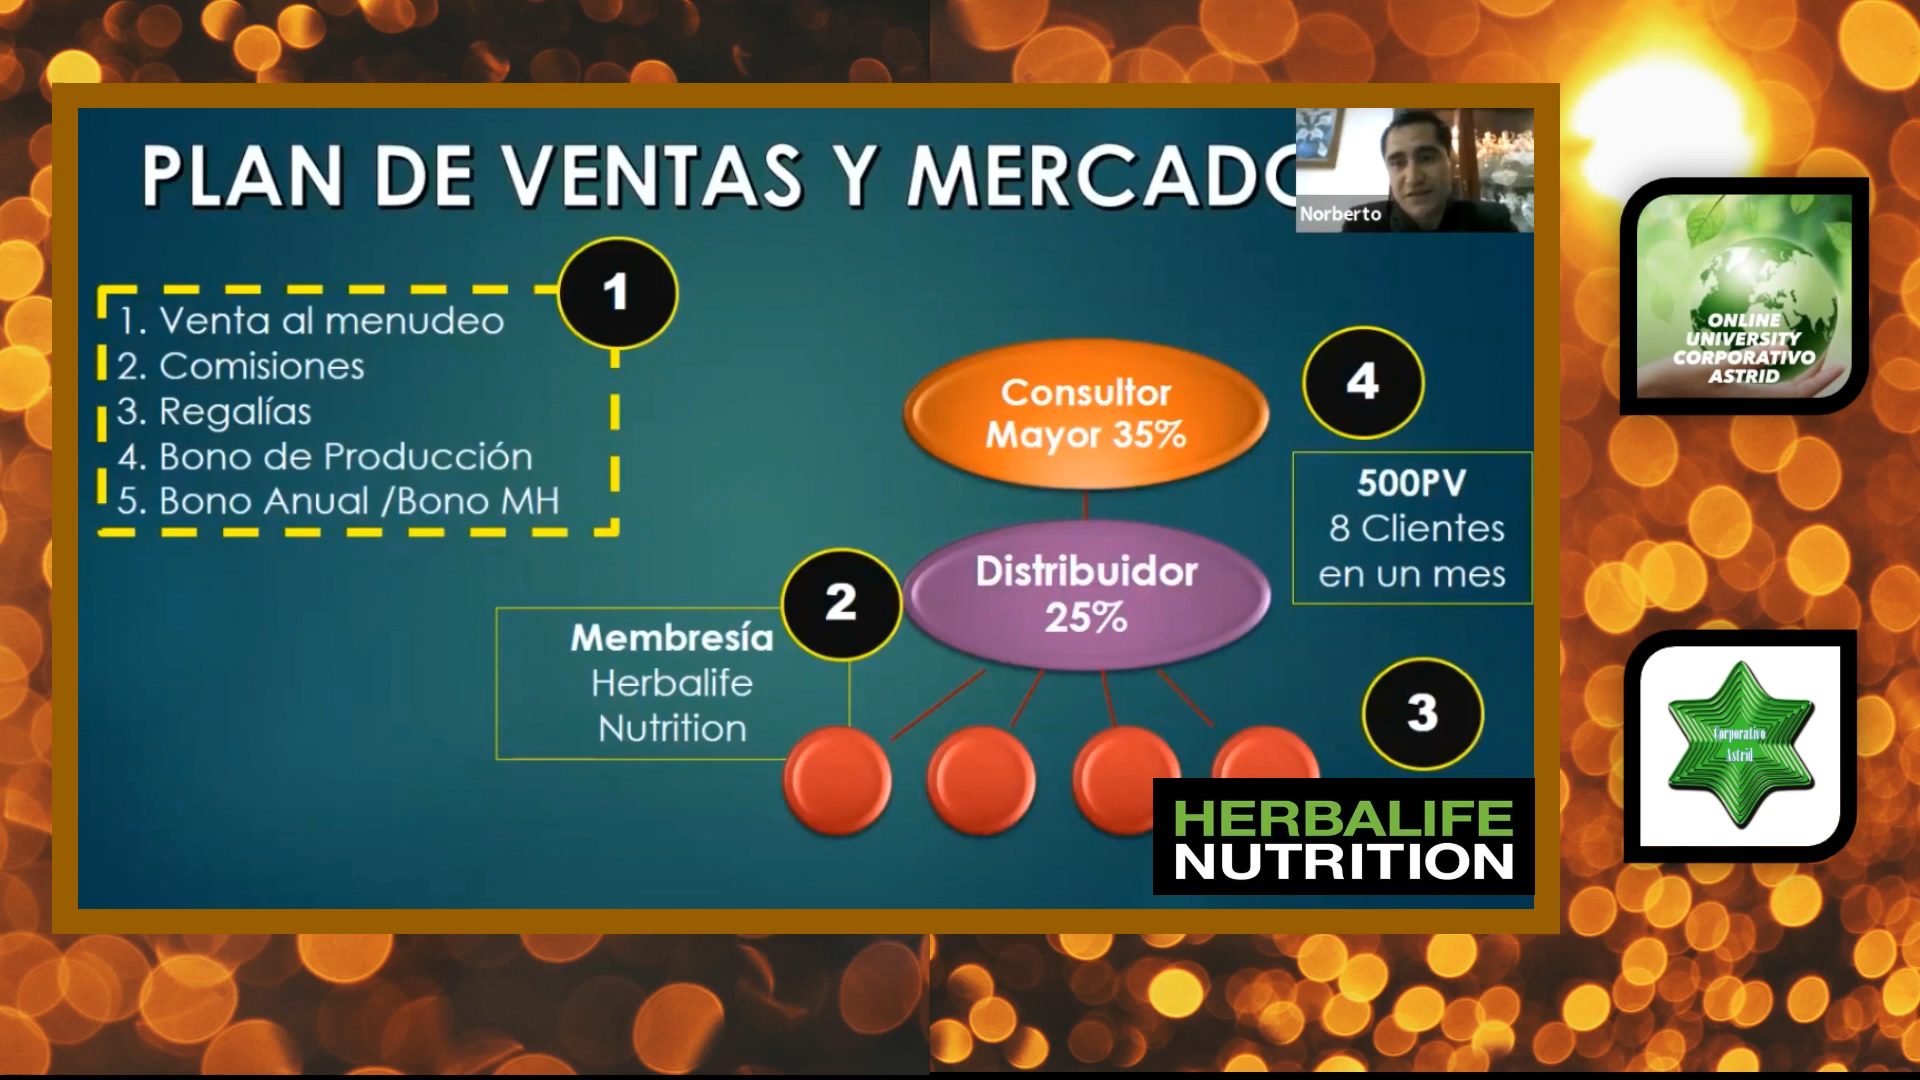 PLAN DE VENTAS Y MERCADO
Norberto
1
1. Venta al menudeo
2. Comisiones
3. Regalías
4. Bono de Producción
5. Bono Anual /Bono MH
Consultor
Mayor 35%
4
500PV
8 Clientes
en un mes
2
Distribuidor
25%
Membresía
Herbalife
Nutrition
3
HERBALIFE
NUTRITION
ONLINE
UNIVERSITY
CORPORATIVO
ASTRID
Corporativo
Astrid